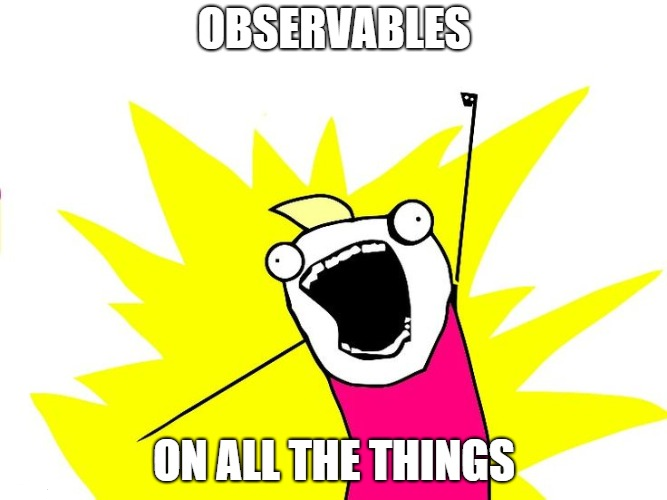 OBSERVABLES
ON ALL THE THINGS